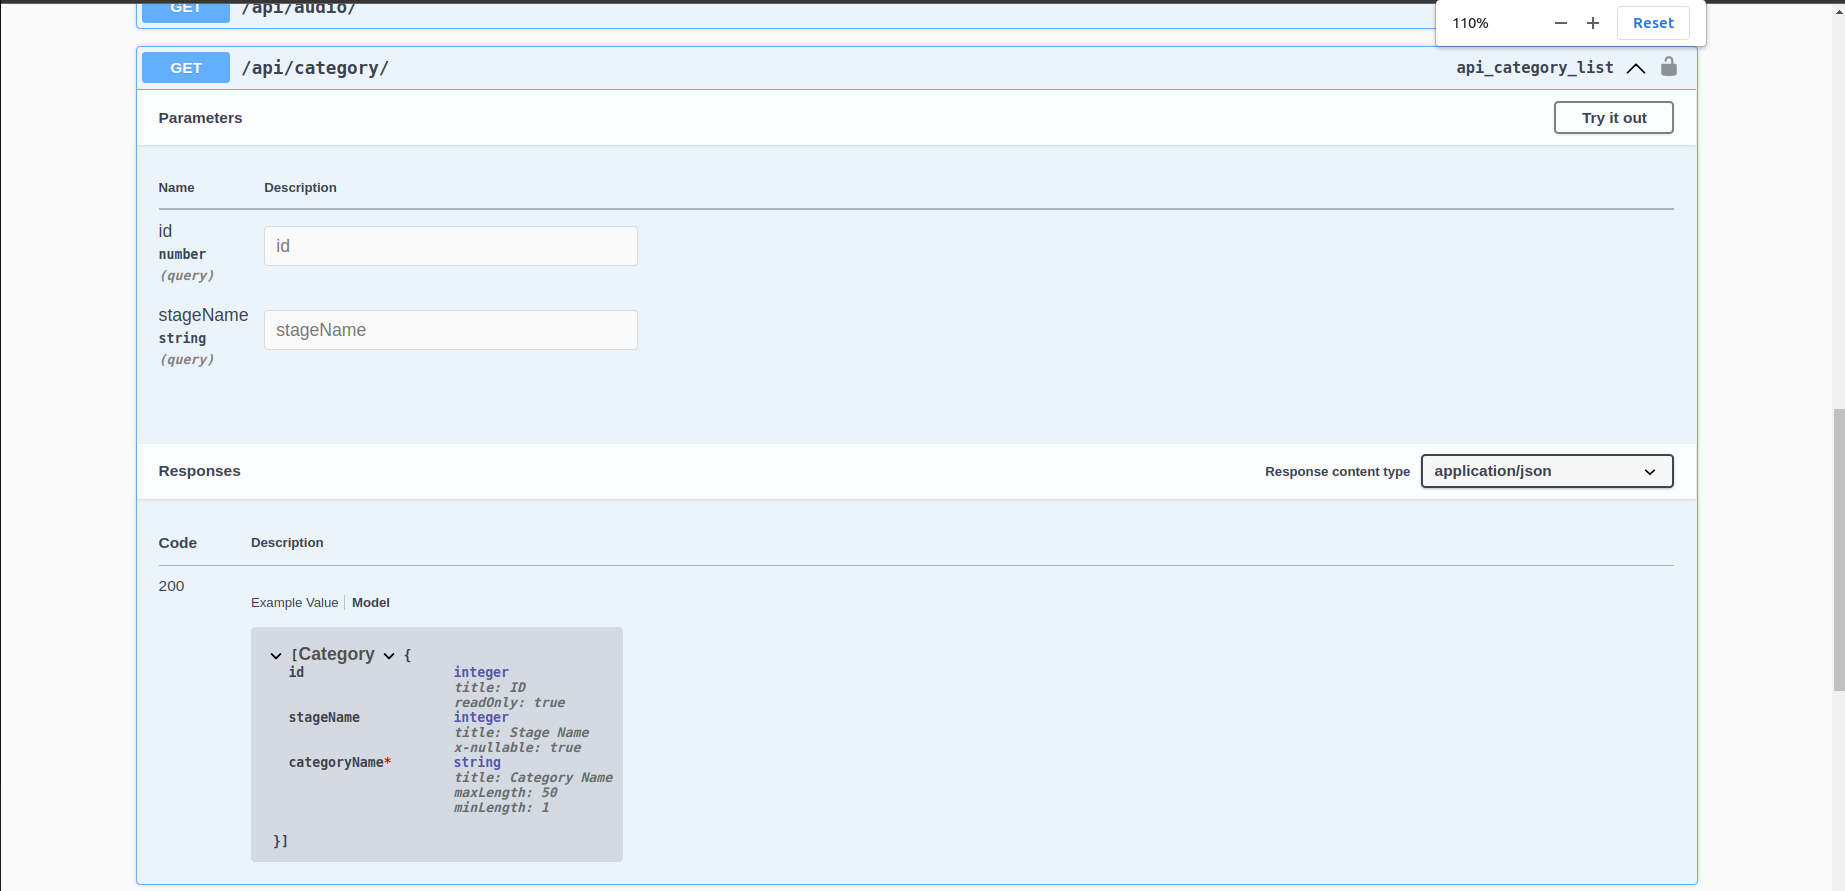 GET /api/audio/
110% Reset
GET /api/category/ api_category_list
Parameters Try it out
Name Description
id
number
(query)
id
stageName
string
(query)
stageName
Responses Response content type application/json
Code Description
200
Example Value Model
[Category {
id integer
title: ID
readOnly: true
stageName integer
title: Stage Name
x-nullable: true
categoryName* string
title: Category Name
maxLength: 50
minLength: 1
}]